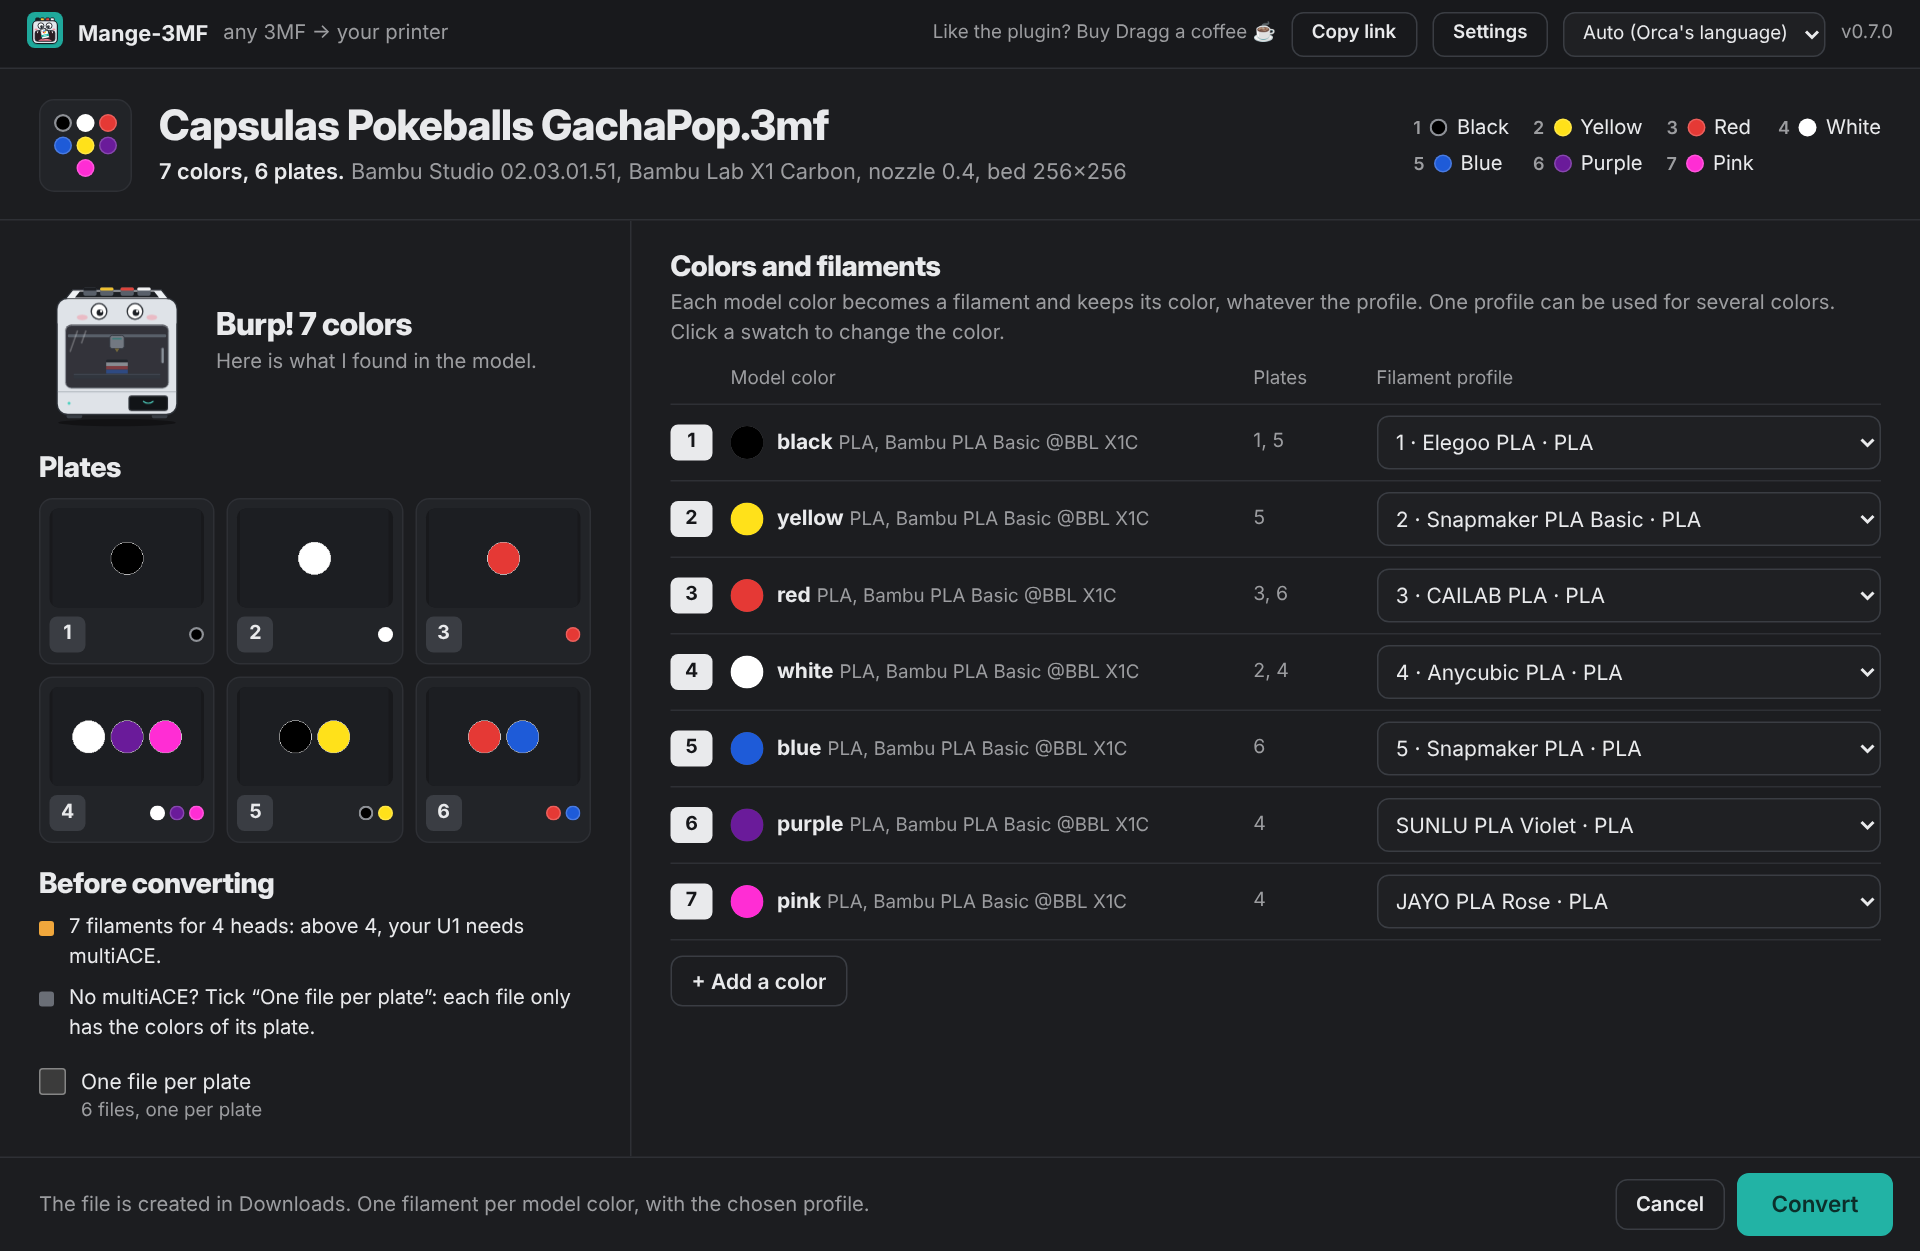 Mange-3MF any 3MF → your printer
Like the plugin? Buy Dragg a coffee ☕
Copy link
Settings
Auto (Orca's language)
v0.7.0
Capsulas Pokeballs GachaPop.3mf
7 colors, 6 plates. Bambu Studio 02.03.01.51, Bambu Lab X1 Carbon, nozzle 0.4, bed 256×256
1 Black 2 Yellow 3 Red 4 White
5 Blue 6 Purple 7 Pink
Burp! 7 colors
Here is what I found in the model.
Plates
1 2 3
4 5 6
Before converting
7 filaments for 4 heads: above 4, your U1 needs
multiACE.
No multiACE? Tick “One file per plate”: each file only
has the colors of its plate.
One file per plate
6 files, one per plate
Colors and filaments
Each model color becomes a filament and keeps its color, whatever the profile. One profile can be used for several colors.
Click a swatch to change the color.
Model color Plates Filament profile
1 black PLA, Bambu PLA Basic @BBL X1C 1, 5 1 · Elegoo PLA · PLA
2 yellow PLA, Bambu PLA Basic @BBL X1C 5 2 · Snapmaker PLA Basic · PLA
3 red PLA, Bambu PLA Basic @BBL X1C 3, 6 3 · CAILAB PLA · PLA
4 white PLA, Bambu PLA Basic @BBL X1C 2, 4 4 · Anycubic PLA · PLA
5 blue PLA, Bambu PLA Basic @BBL X1C 6 5 · Snapmaker PLA · PLA
6 purple PLA, Bambu PLA Basic @BBL X1C 4 SUNLU PLA Violet · PLA
7 pink PLA, Bambu PLA Basic @BBL X1C 4 JAYO PLA Rose · PLA
+ Add a color
The file is created in Downloads. One filament per model color, with the chosen profile.
Cancel
Convert